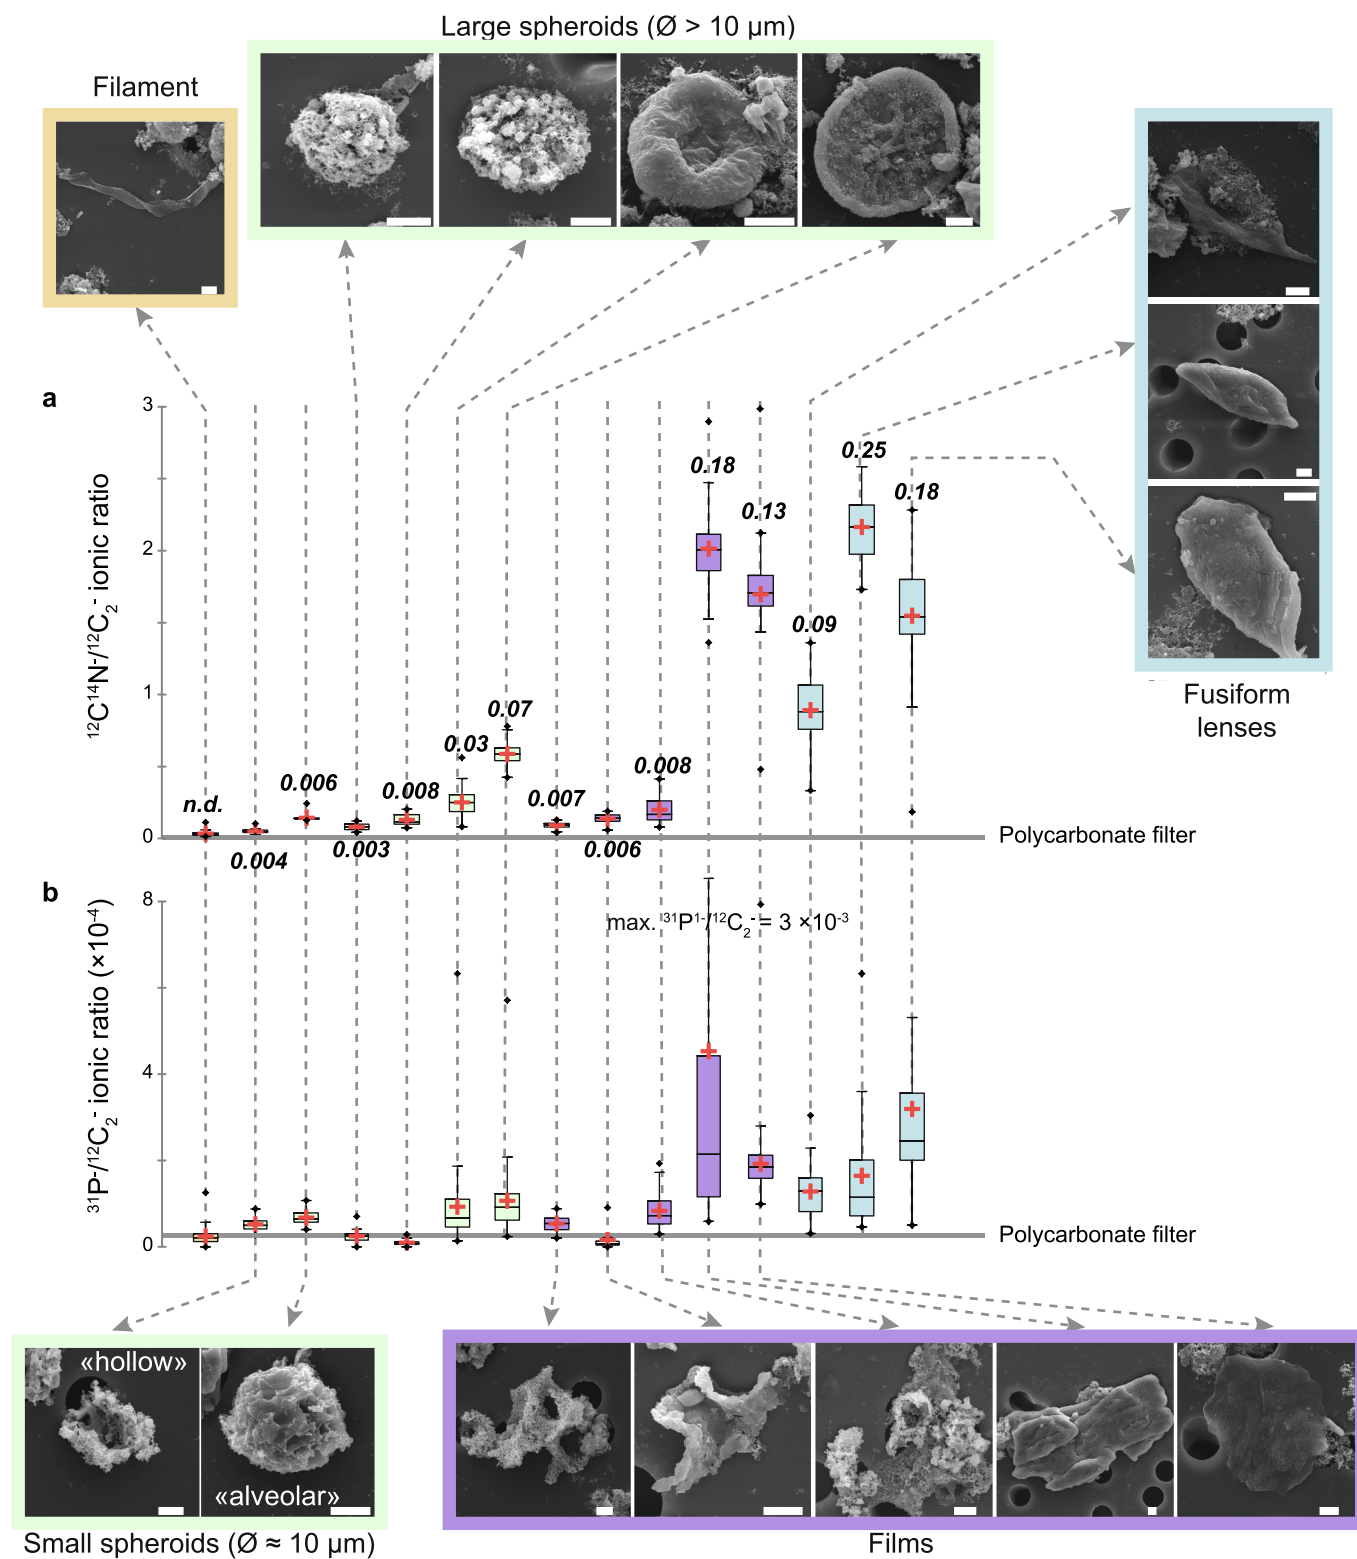 Large spheroids (Ø > 10 µm)
Filament
a
3
2
1
0
¹²C¹⁴N⁻/¹²C₂⁻ ionic ratio
n.d.
0.004
0.006
0.003
0.008
0.03
0.07
0.007
0.006
0.008
0.18
0.13
0.09
0.25
0.18
Fusiform
lenses
Polycarbonate filter
b
8
4
0
³¹P⁻/¹²C₂⁻ ionic ratio (×10⁻⁴)
max. ³¹P¹⁻/¹²C₂⁻ = 3 ×10⁻³
Polycarbonate filter
«hollow»
«alveolar»
Small spheroids (Ø ≈ 10 µm)
Films